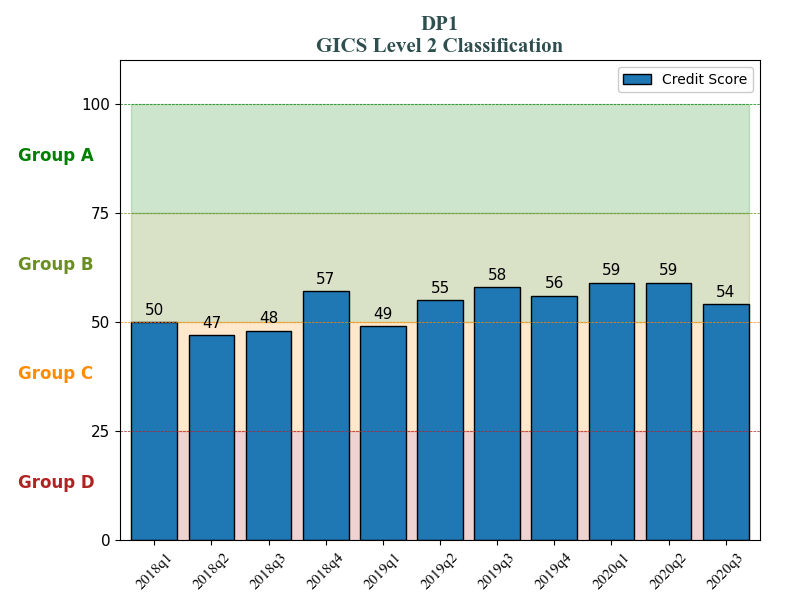 DP1
GICS Level 2 Classification
Credit Score
100
Group A
75
Group B
50
Group C
25
Group D
0
50
47
48
57
49
55
58
56
59
59
54
2018q1
2018q2
2018q3
2018q4
2019q1
2019q2
2019q3
2019q4
2020q1
2020q2
2020q3